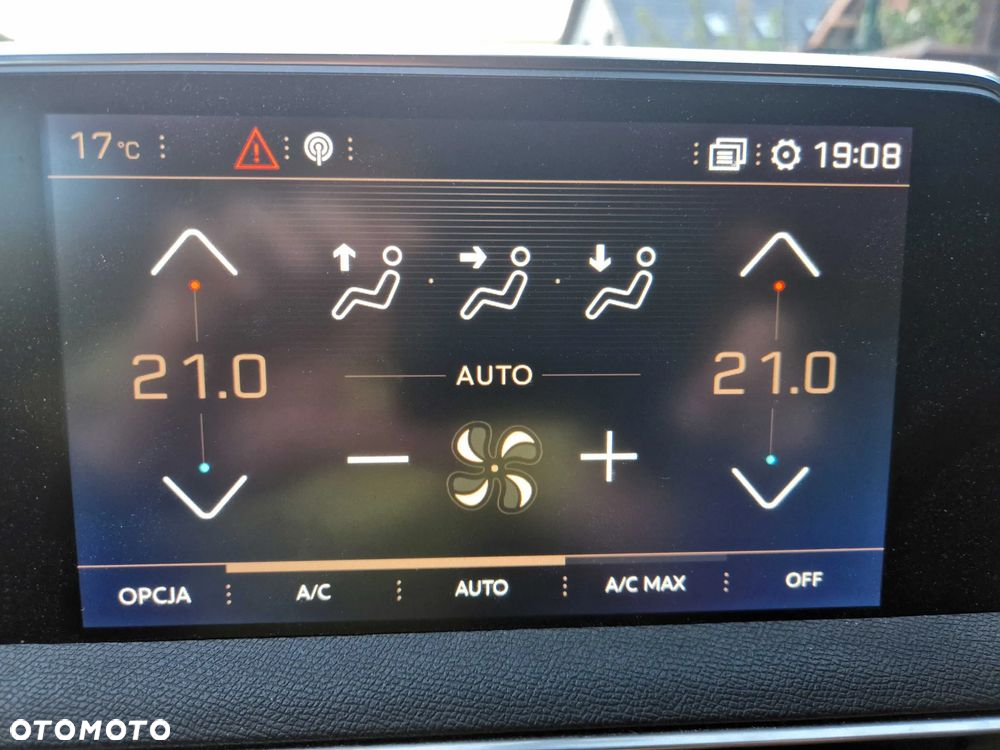 17°C 19:08
21.0 21.0
AUTO
OPCJA A/C AUTO A/C MAX OFF
OTOMOTO